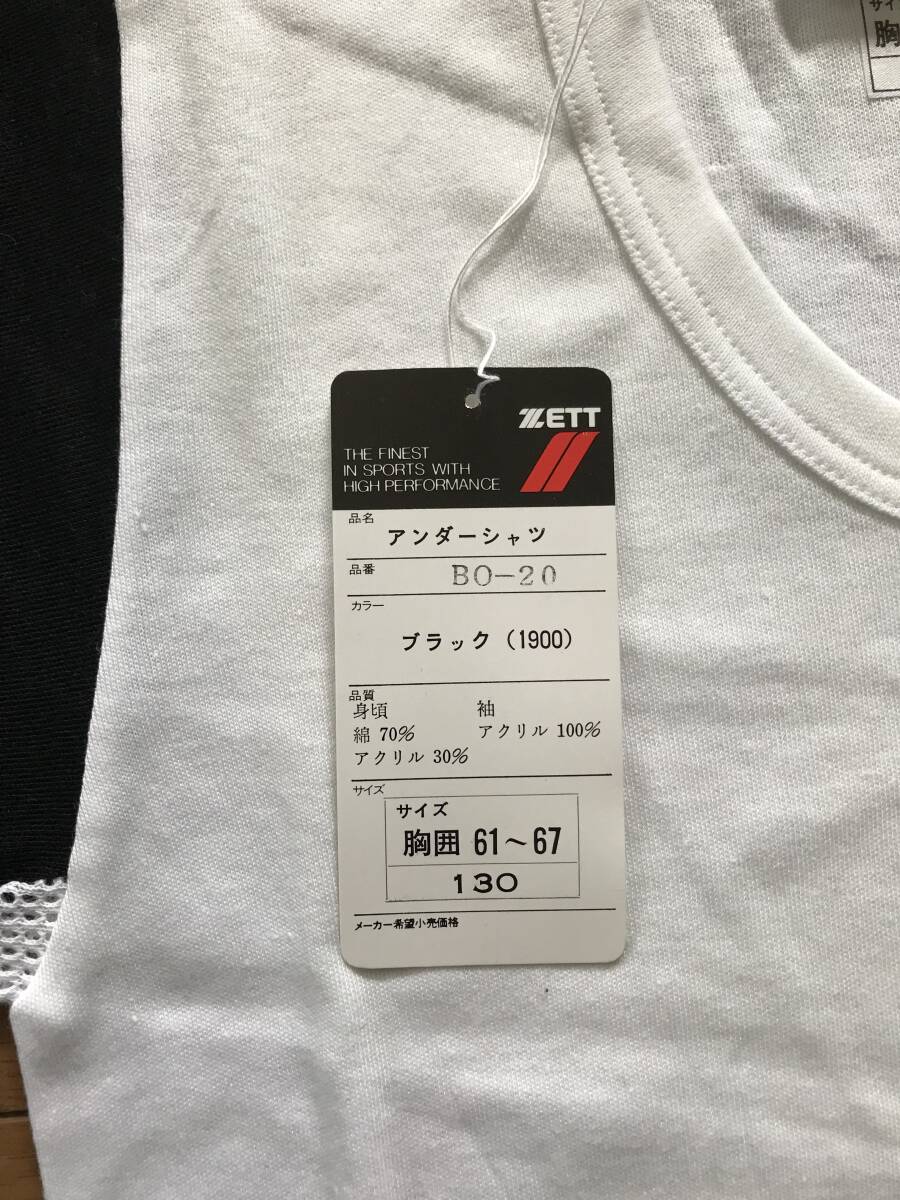 サイ
胸
ZETT
THE FINEST
IN SPORTS WITH
HIGH PERFORMANCE
品名
アンダーシャツ
品番
BO-20
カラー
ブラック (1900)
品質
身頃 袖
綿 70% アクリル 100%
アクリル 30%
サイズ
サイズ
胸囲 61～67
130
メーカー希望小売価格